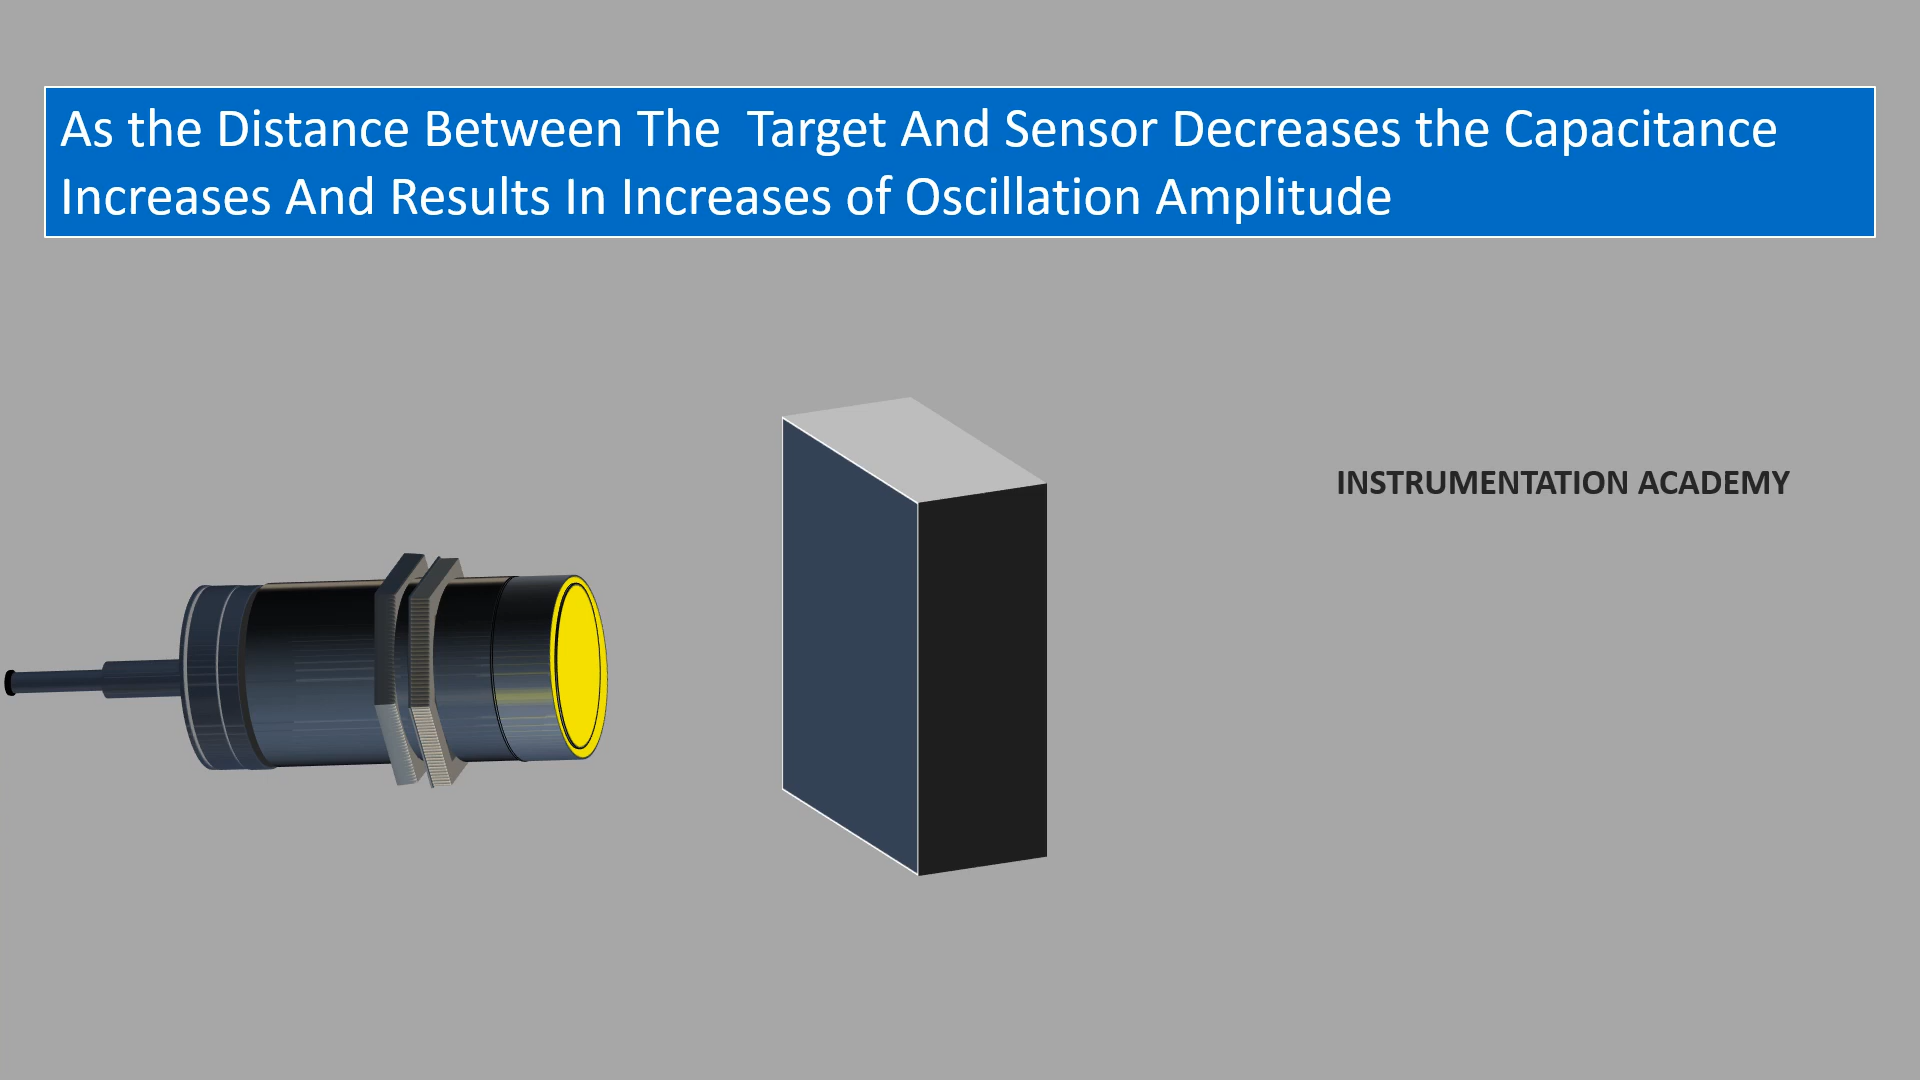 As the Distance Between The  Target And Sensor Decreases the Capacitance
Increases And Results In Increases of Oscillation Amplitude
INSTRUMENTATION ACADEMY